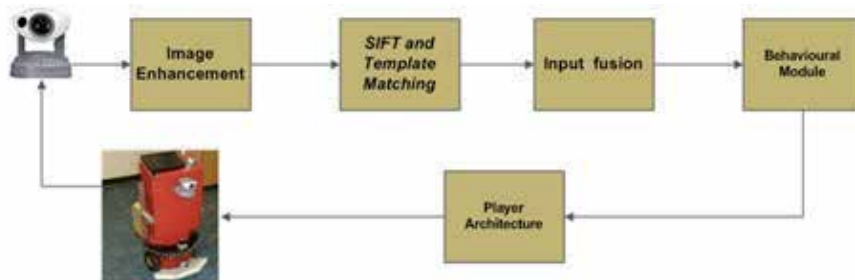 Image
Enhancement
SIFT and
Template
Matching
Input fusion
Behavioural
Module
Player
Architecture